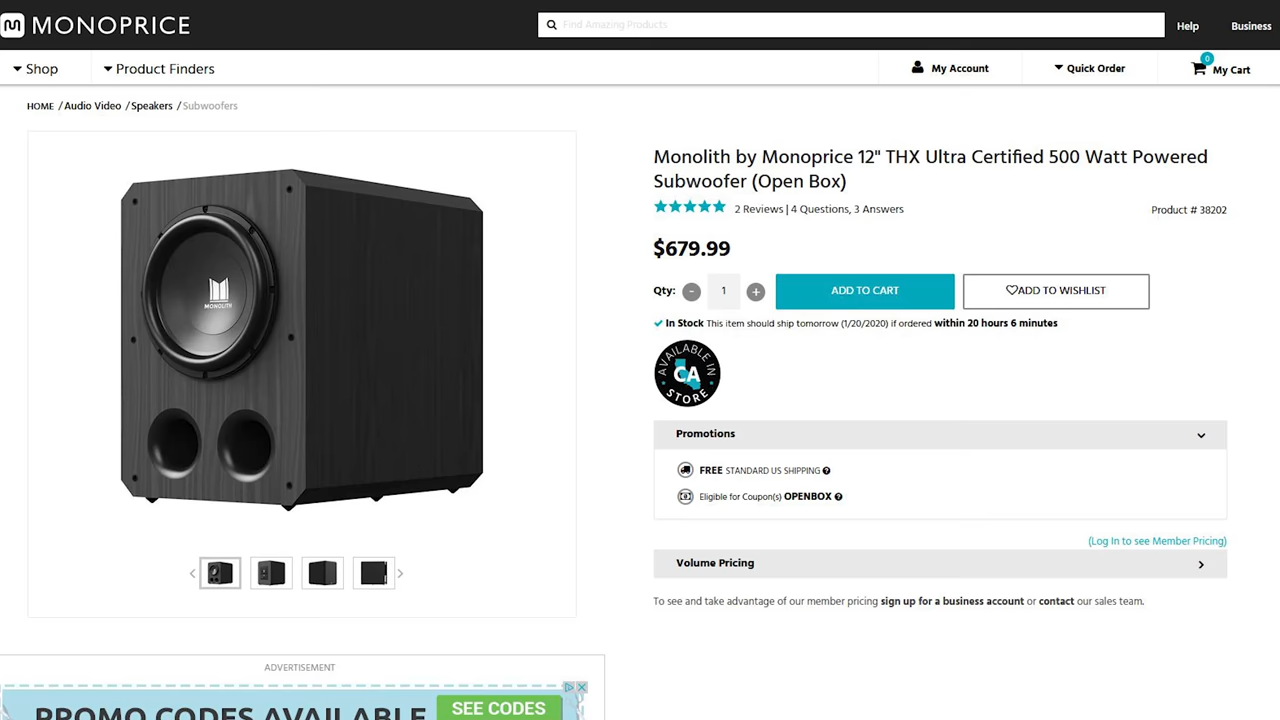 MONOPRICE
Find Amazing Products
Help
Business
Shop
Product Finders
My Account
Quick Order
0
My Cart
HOME / Audio Video / Speakers / Subwoofers
MONOLITH
Monolith by Monoprice 12" THX Ultra Certified 500 Watt Powered
Subwoofer (Open Box)
2 Reviews | 4 Questions, 3 Answers
Product # 38202
$679.99
Qty: - 1 +
ADD TO CART
ADD TO WISHLIST
In Stock This item should ship tomorrow (1/20/2020) if ordered within 20 hours 6 minutes
AVAILABLE IN
CA
STORE
Promotions
FREE STANDARD US SHIPPING ?
Eligible for Coupon(s) OPENBOX ?
(Log In to see Member Pricing)
Volume Pricing
To see and take advantage of our member pricing sign up for a business account or contact our sales team.
ADVERTISEMENT
PROMO CODES AVAILABLE
SEE CODES